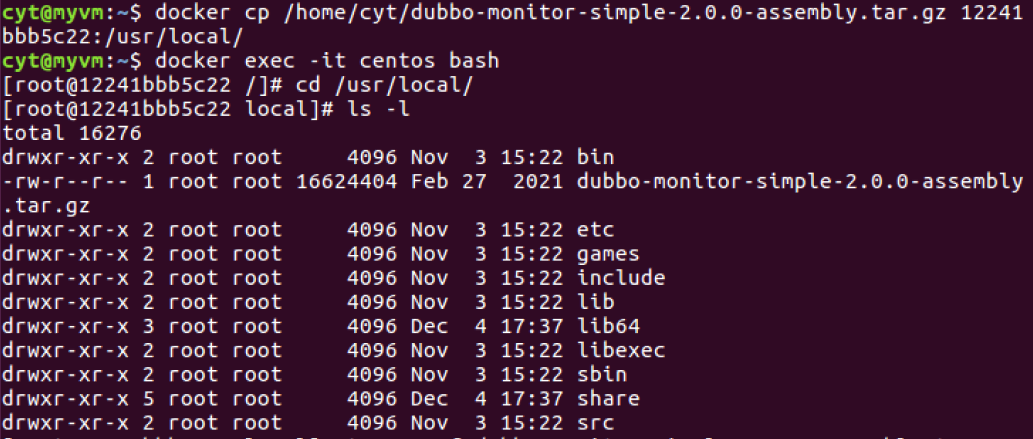 cyt@myvm:~$ docker cp /home/cyt/dubbo-monitor-simple-2.0.0-assembly.tar.gz 12241
bbb5c22:/usr/local/
cyt@myvm:~$ docker exec -it centos bash
[root@12241bbb5c22 /]# cd /usr/local/
[root@12241bbb5c22 local]# ls -l
total 16276
drwxr-xr-x 2 root root     4096 Nov  3 15:22 bin
-rw-r--r-- 1 root root 16624404 Feb 27  2021 dubbo-monitor-simple-2.0.0-assembly
.tar.gz
drwxr-xr-x 2 root root     4096 Nov  3 15:22 etc
drwxr-xr-x 2 root root     4096 Nov  3 15:22 games
drwxr-xr-x 2 root root     4096 Nov  3 15:22 include
drwxr-xr-x 2 root root     4096 Nov  3 15:22 lib
drwxr-xr-x 3 root root     4096 Dec  4 17:37 lib64
drwxr-xr-x 2 root root     4096 Nov  3 15:22 libexec
drwxr-xr-x 2 root root     4096 Nov  3 15:22 sbin
drwxr-xr-x 5 root root     4096 Dec  4 17:37 share
drwxr-xr-x 2 root root     4096 Nov  3 15:22 src